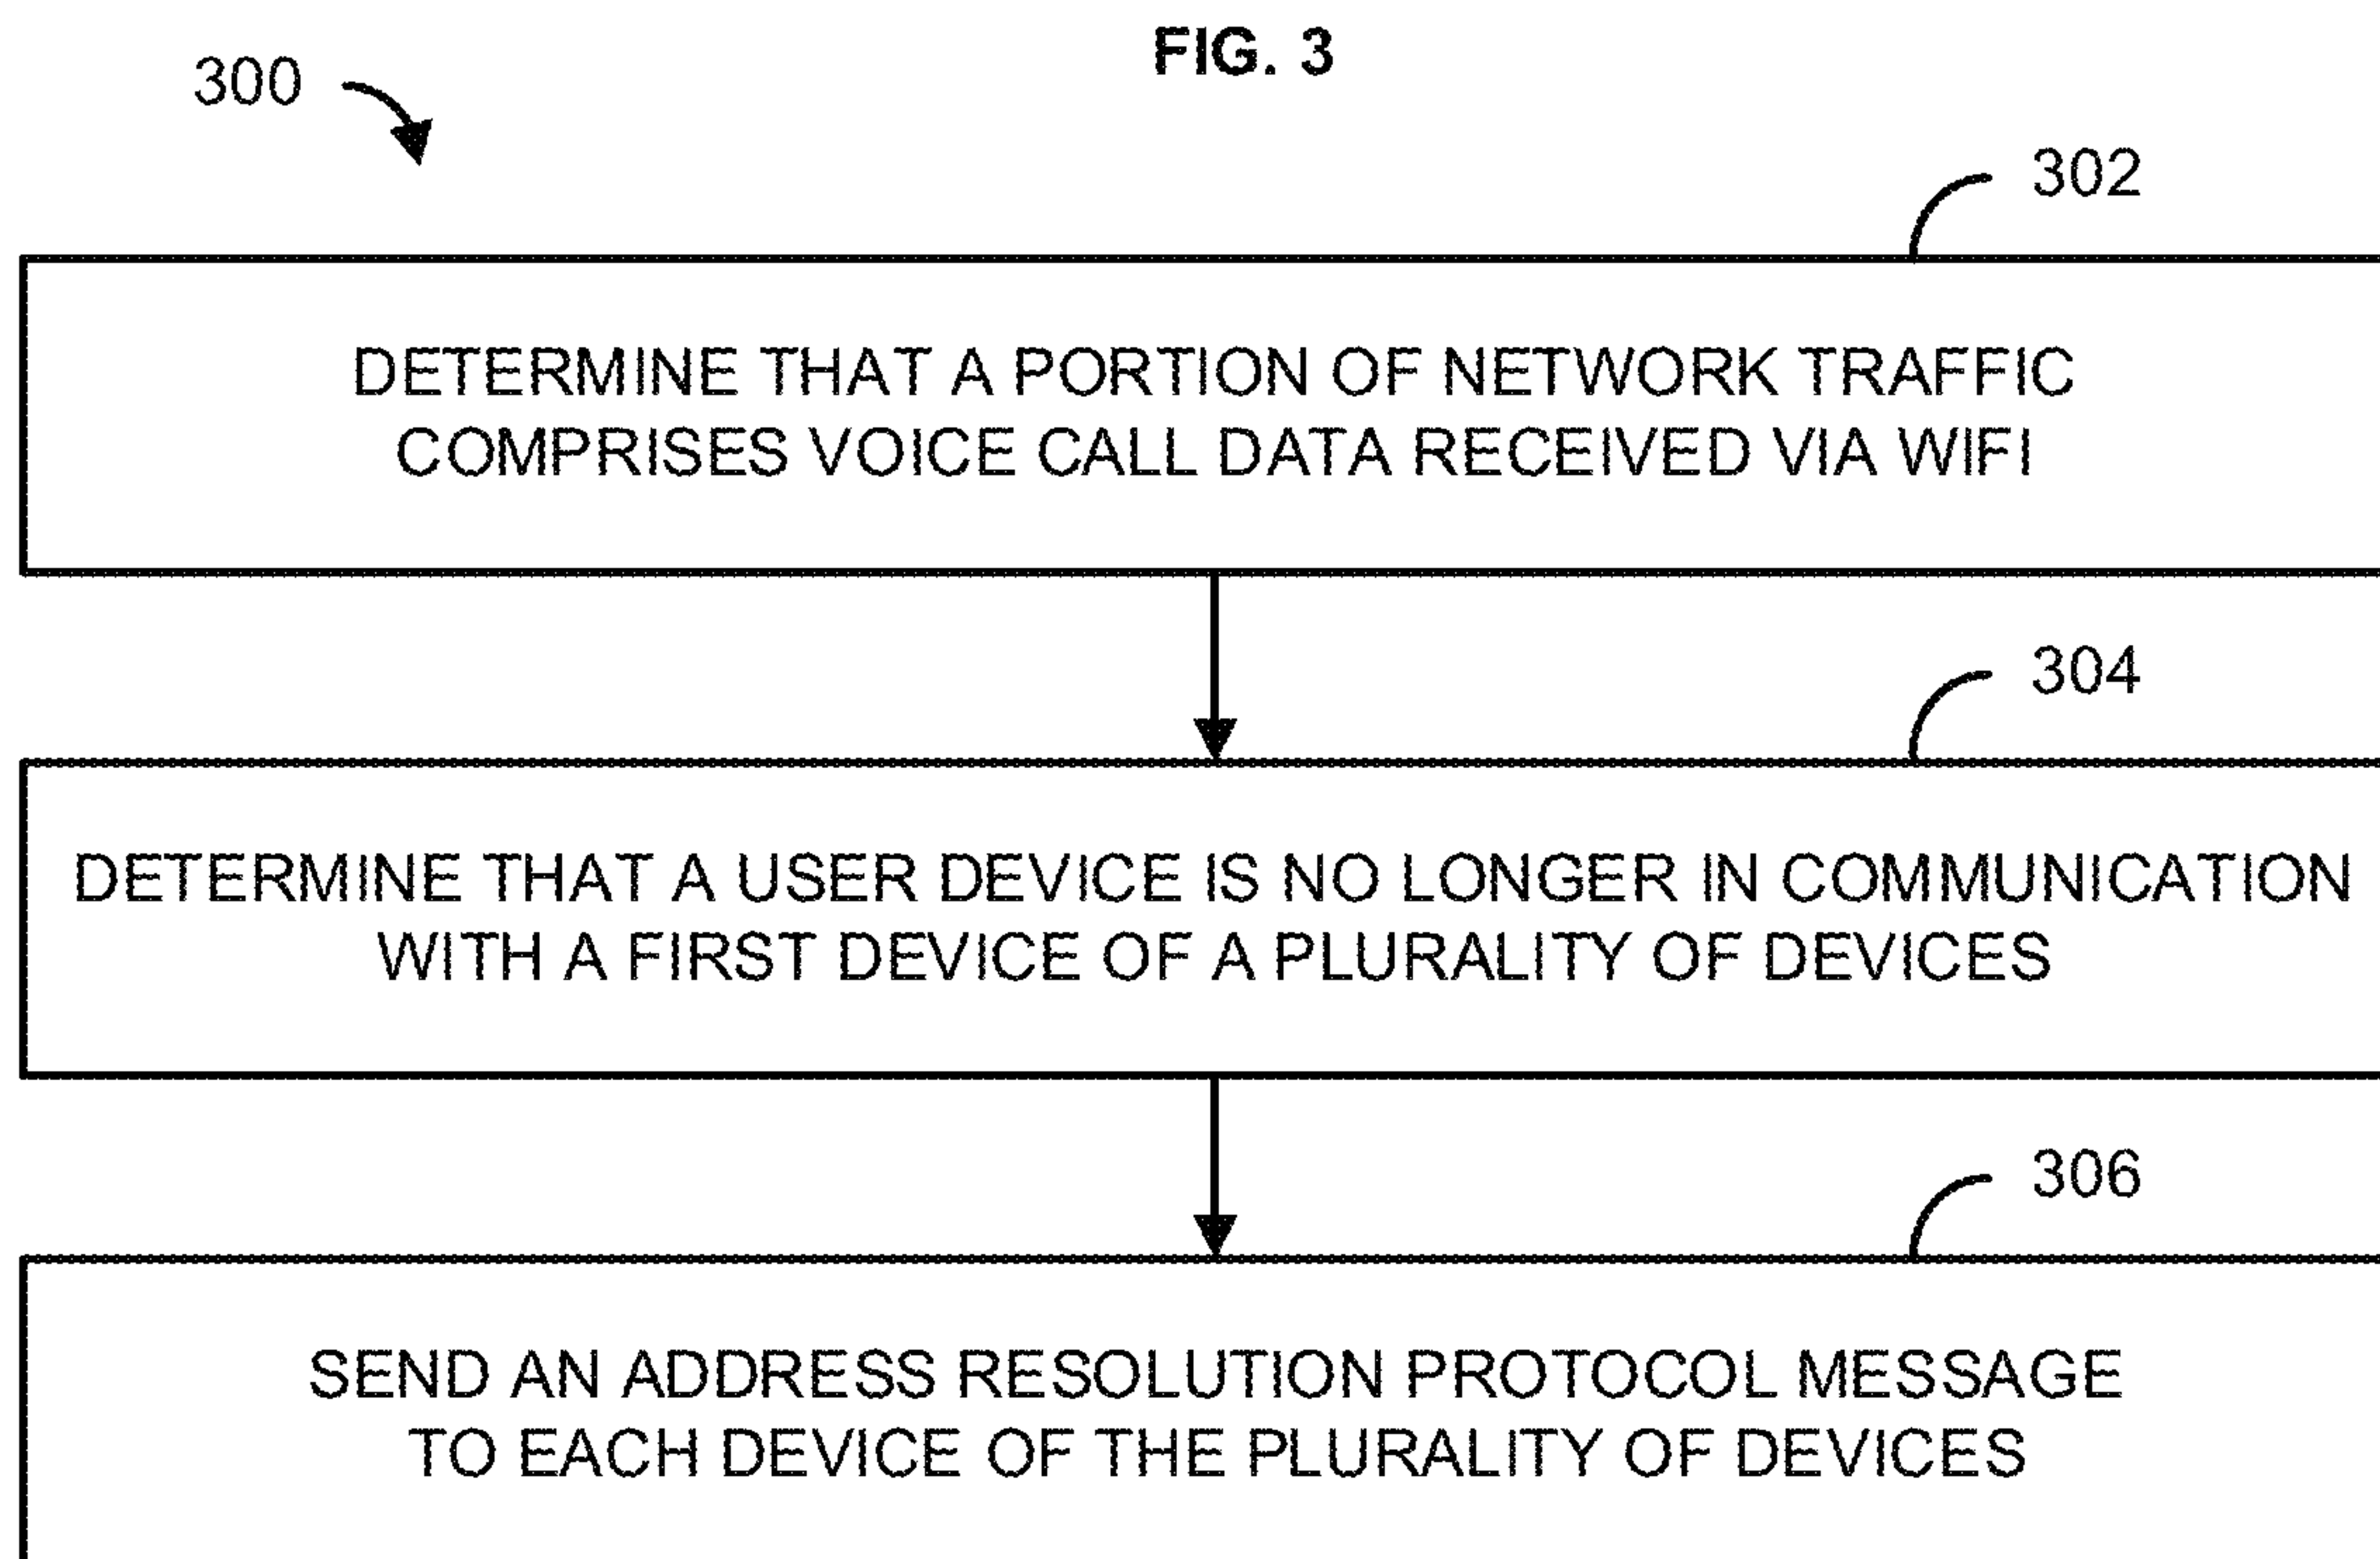 FIG. 3
300
302
DETERMINE THAT A PORTION OF NETWORK TRAFFIC
COMPRISES VOICE CALL DATA RECEIVED VIA WIFI
304
DETERMINE THAT A USER DEVICE IS NO LONGER IN COMMUNICATION
WITH A FIRST DEVICE OF A PLURALITY OF DEVICES
306
SEND AN ADDRESS RESOLUTION PROTOCOL MESSAGE
TO EACH DEVICE OF THE PLURALITY OF DEVICES